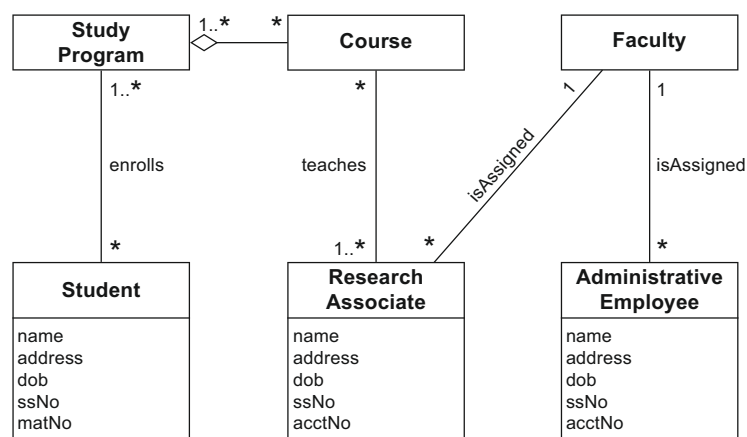 Study
Program
1..*
*
Course
Faculty
1..*
*
1
1
enrolls
teaches
isAssigned
isAssigned
*
1..*
*
*
Student
Research
Associate
Administrative
Employee
name
address
dob
ssNo
matNo
name
address
dob
ssNo
acctNo
name
address
dob
ssNo
acctNo